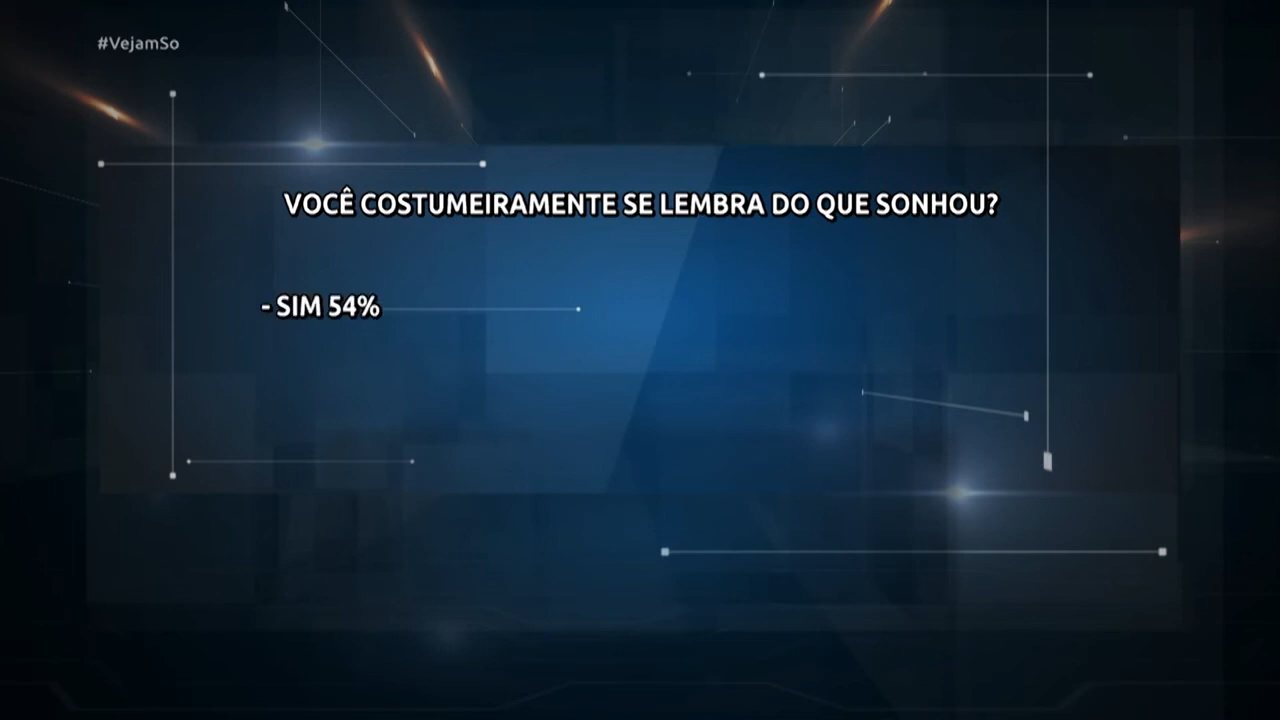 #VejamSo
VOCÊ COSTUMEIRAMENTE SE LEMBRA DO QUE SONHOU?
- SIM 54%